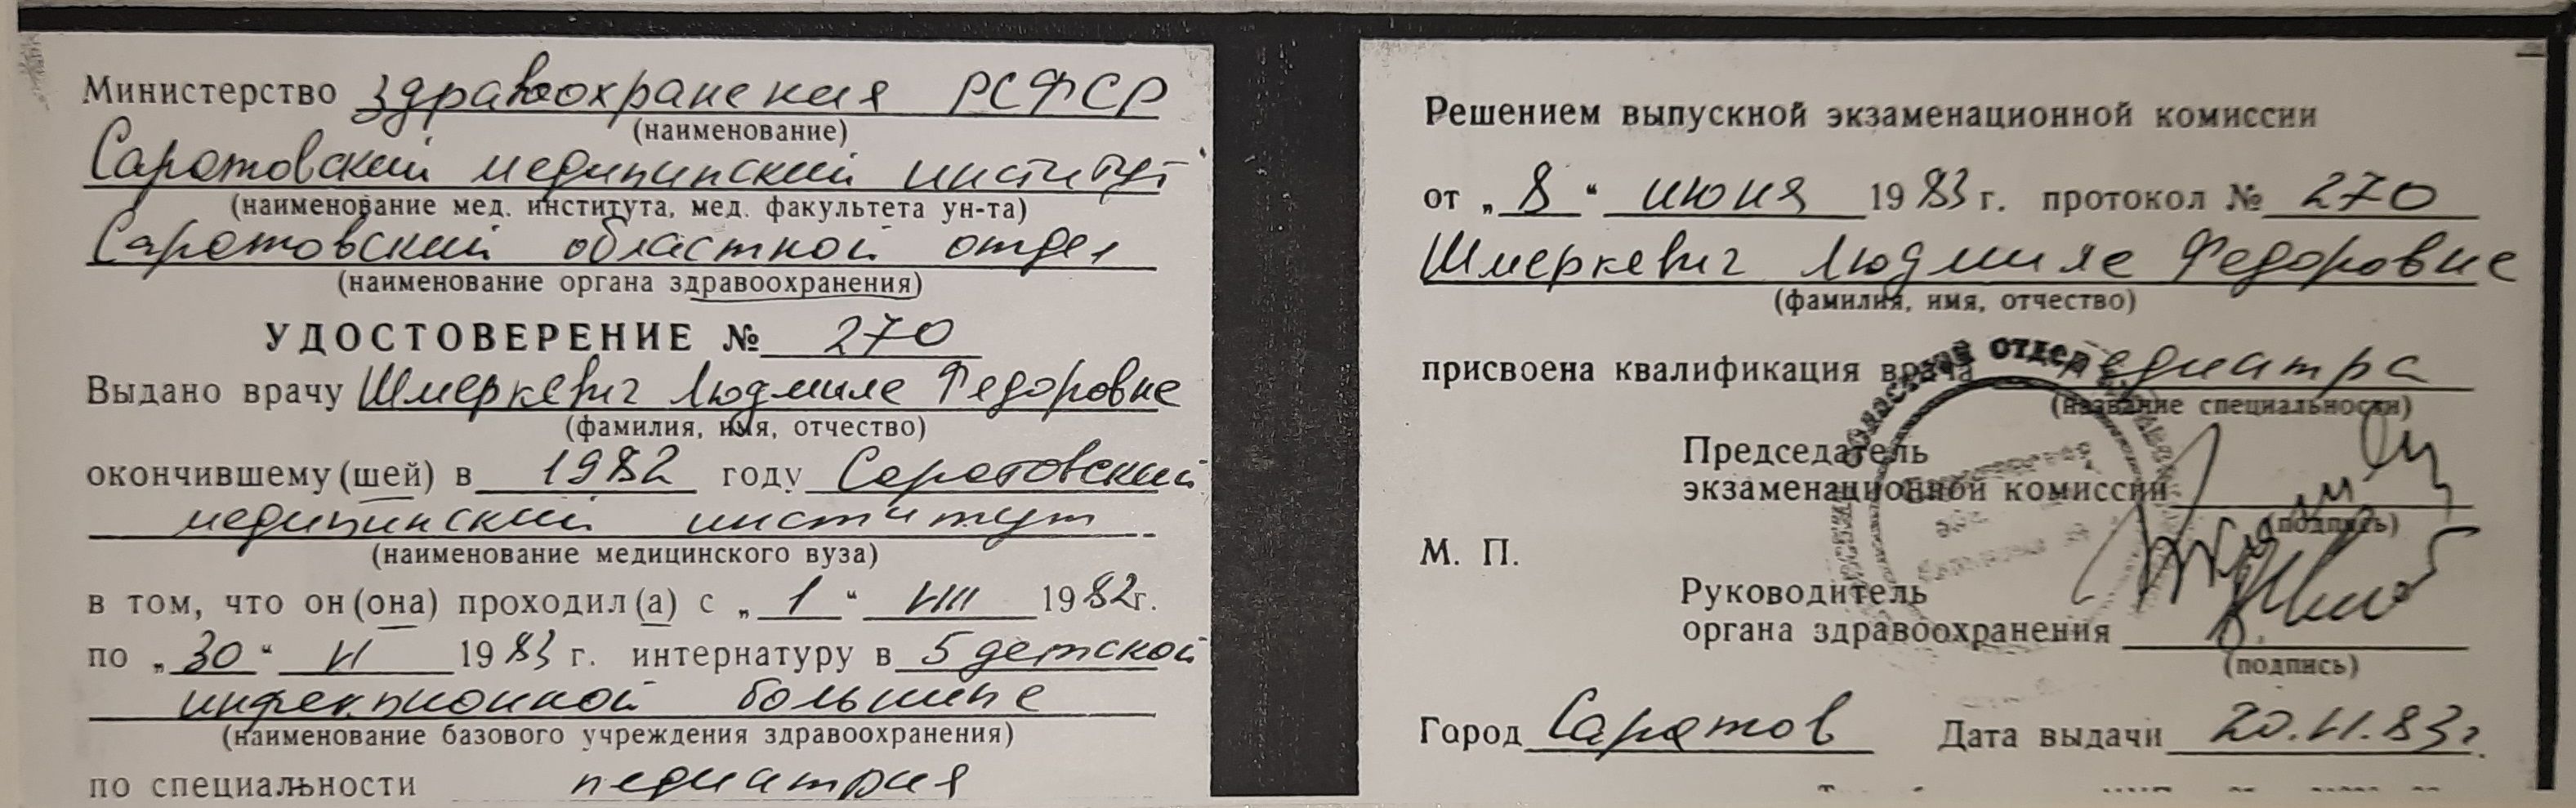 Министерство здравоохранения РСФСР
(наименование)
Саратовский медицинский институт
(наименование мед. института, мед. факультета ун-та)
Саратовский областной отдел
(наименование органа здравоохранения)
УДОСТОВЕРЕНИЕ № 270
Выдано врачу Шмеркевич Людмиле Федоровне
(фамилия, имя, отчество)
окончившему (шей) в 1982 году Саратовский
медицинский институт
(наименование медицинского вуза)
в том, что он (она) проходил (а) с „1“ VIII 1982г.
по „30“ VI 1983 г. интернатуру в 5 детской
инфекционной больнице
(наименование базового учреждения здравоохранения)
по специальности педиатрия
Решением выпускной экзаменационной комиссии
от „8“ июня 1983 г. протокол № 270
Шмеркевич Людмиле Федоровне
(фамилия, имя, отчество)
присвоена квалификация врача педиатра
(название специальности)
Председатель
экзаменационной комиссии
(подпись)
М. П.
Руководитель
органа здравоохранения
(подпись)
Город Саратов Дата выдачи 20.VI.83г.
отдел